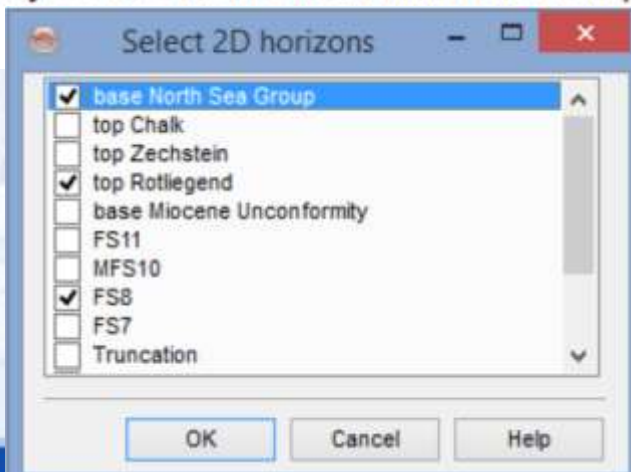 Select 2D horizons
base North Sea Group
top Chalk
top Zechstein
top Rotliegend
base Miocene Unconformity
FS11
MFS10
FS8
FS7
Truncation
OK Cancel Help